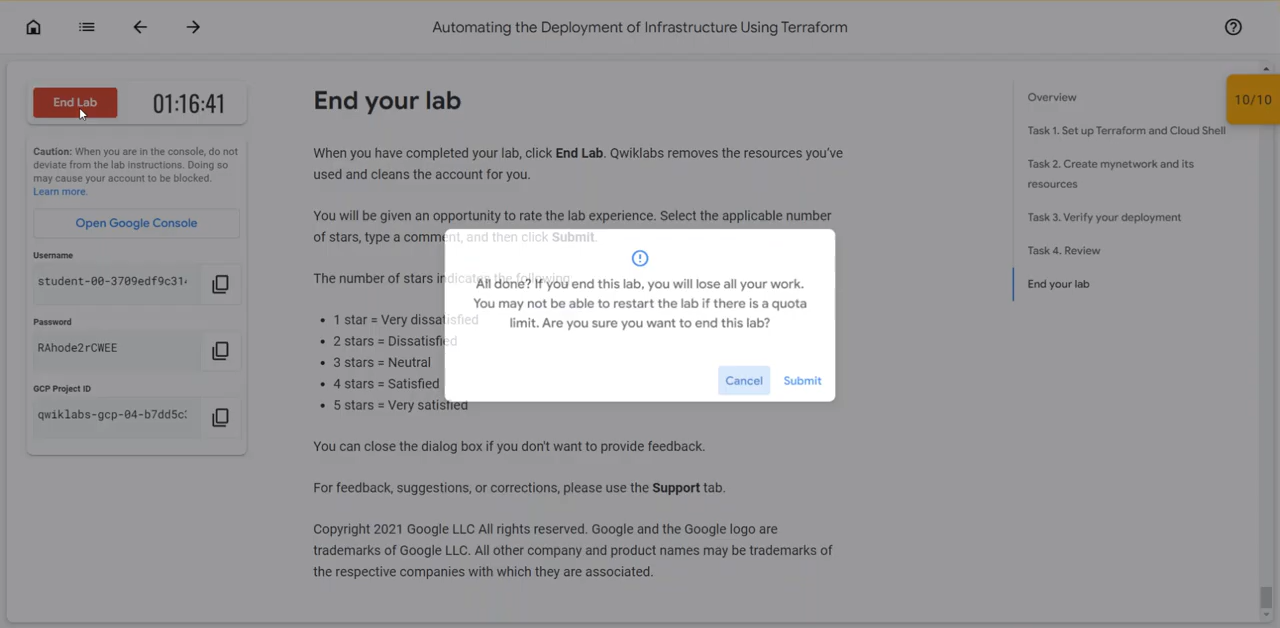 Automating the Deployment of Infrastructure Using Terraform
End Lab
01:16:41
Caution: When you are in the console, do not
deviate from the lab instructions. Doing so
may cause your account to be blocked.
Learn more.
Open Google Console
Username
student-00-3709edf9c31
Password
RAhode2rCWEE
GCP Project ID
qwiklabs-gcp-04-b7dd5c
End your lab
When you have completed your lab, click End Lab. Qwiklabs removes the resources you've
used and cleans the account for you.
You will be given an opportunity to rate the lab experience. Select the applicable number
of stars, type a comment, and then click Submit.
The number of stars indicates the following:
1 star = Very dissatisfied
2 stars = Dissatisfied
3 stars = Neutral
4 stars = Satisfied
5 stars = Very satisfied
You can close the dialog box if you don't want to provide feedback.
For feedback, suggestions, or corrections, please use the Support tab.
Copyright 2021 Google LLC All rights reserved. Google and the Google logo are
trademarks of Google LLC. All other company and product names may be trademarks of
the respective companies with which they are associated.
All done? If you end this lab, you will lose all your work.
You may not be able to restart the lab if there is a quota
limit. Are you sure you want to end this lab?
Cancel
Submit
Overview
Task 1. Set up Terraform and Cloud Shell
Task 2. Create mynetwork and its
resources
Task 3. Verify your deployment
Task 4. Review
End your lab
10/10